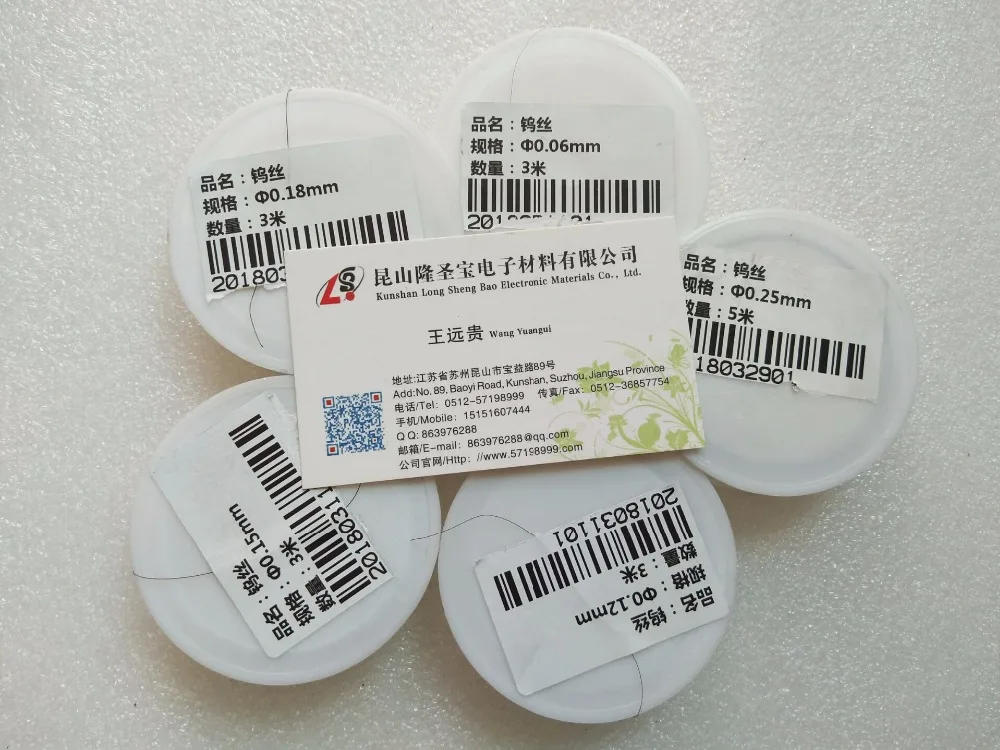 品名：钨丝
规格：Φ0.18mm
数量：3米
201803
品名：钨丝
规格：Φ0.06mm
数量：3米
品名：钨丝
规格：Φ0.25mm
数量：5米
18032901
LS
昆山隆圣宝电子材料有限公司
Kunshan Long Sheng Bao Electronic Materials Co., Ltd.
王远贵 Wang Yuangui
地址:江苏省苏州昆山市宝益路89号
Add:No. 89, Baoyi Road, Kunshan, Suzhou, Jiangsu Province
电话/Tel: 0512-57198999 传真/Fax: 0512-36857754
手机/Mobile: 15151607444
QQ: 863976288
邮箱/E-mail: 863976288@qq.com
公司官网/Http: //www.57198999.com
品名：钨丝
规格：Φ0.15mm
数量：3米
2018031
品名：钨丝
规格：Φ0.12mm
数量：3米
2018031101